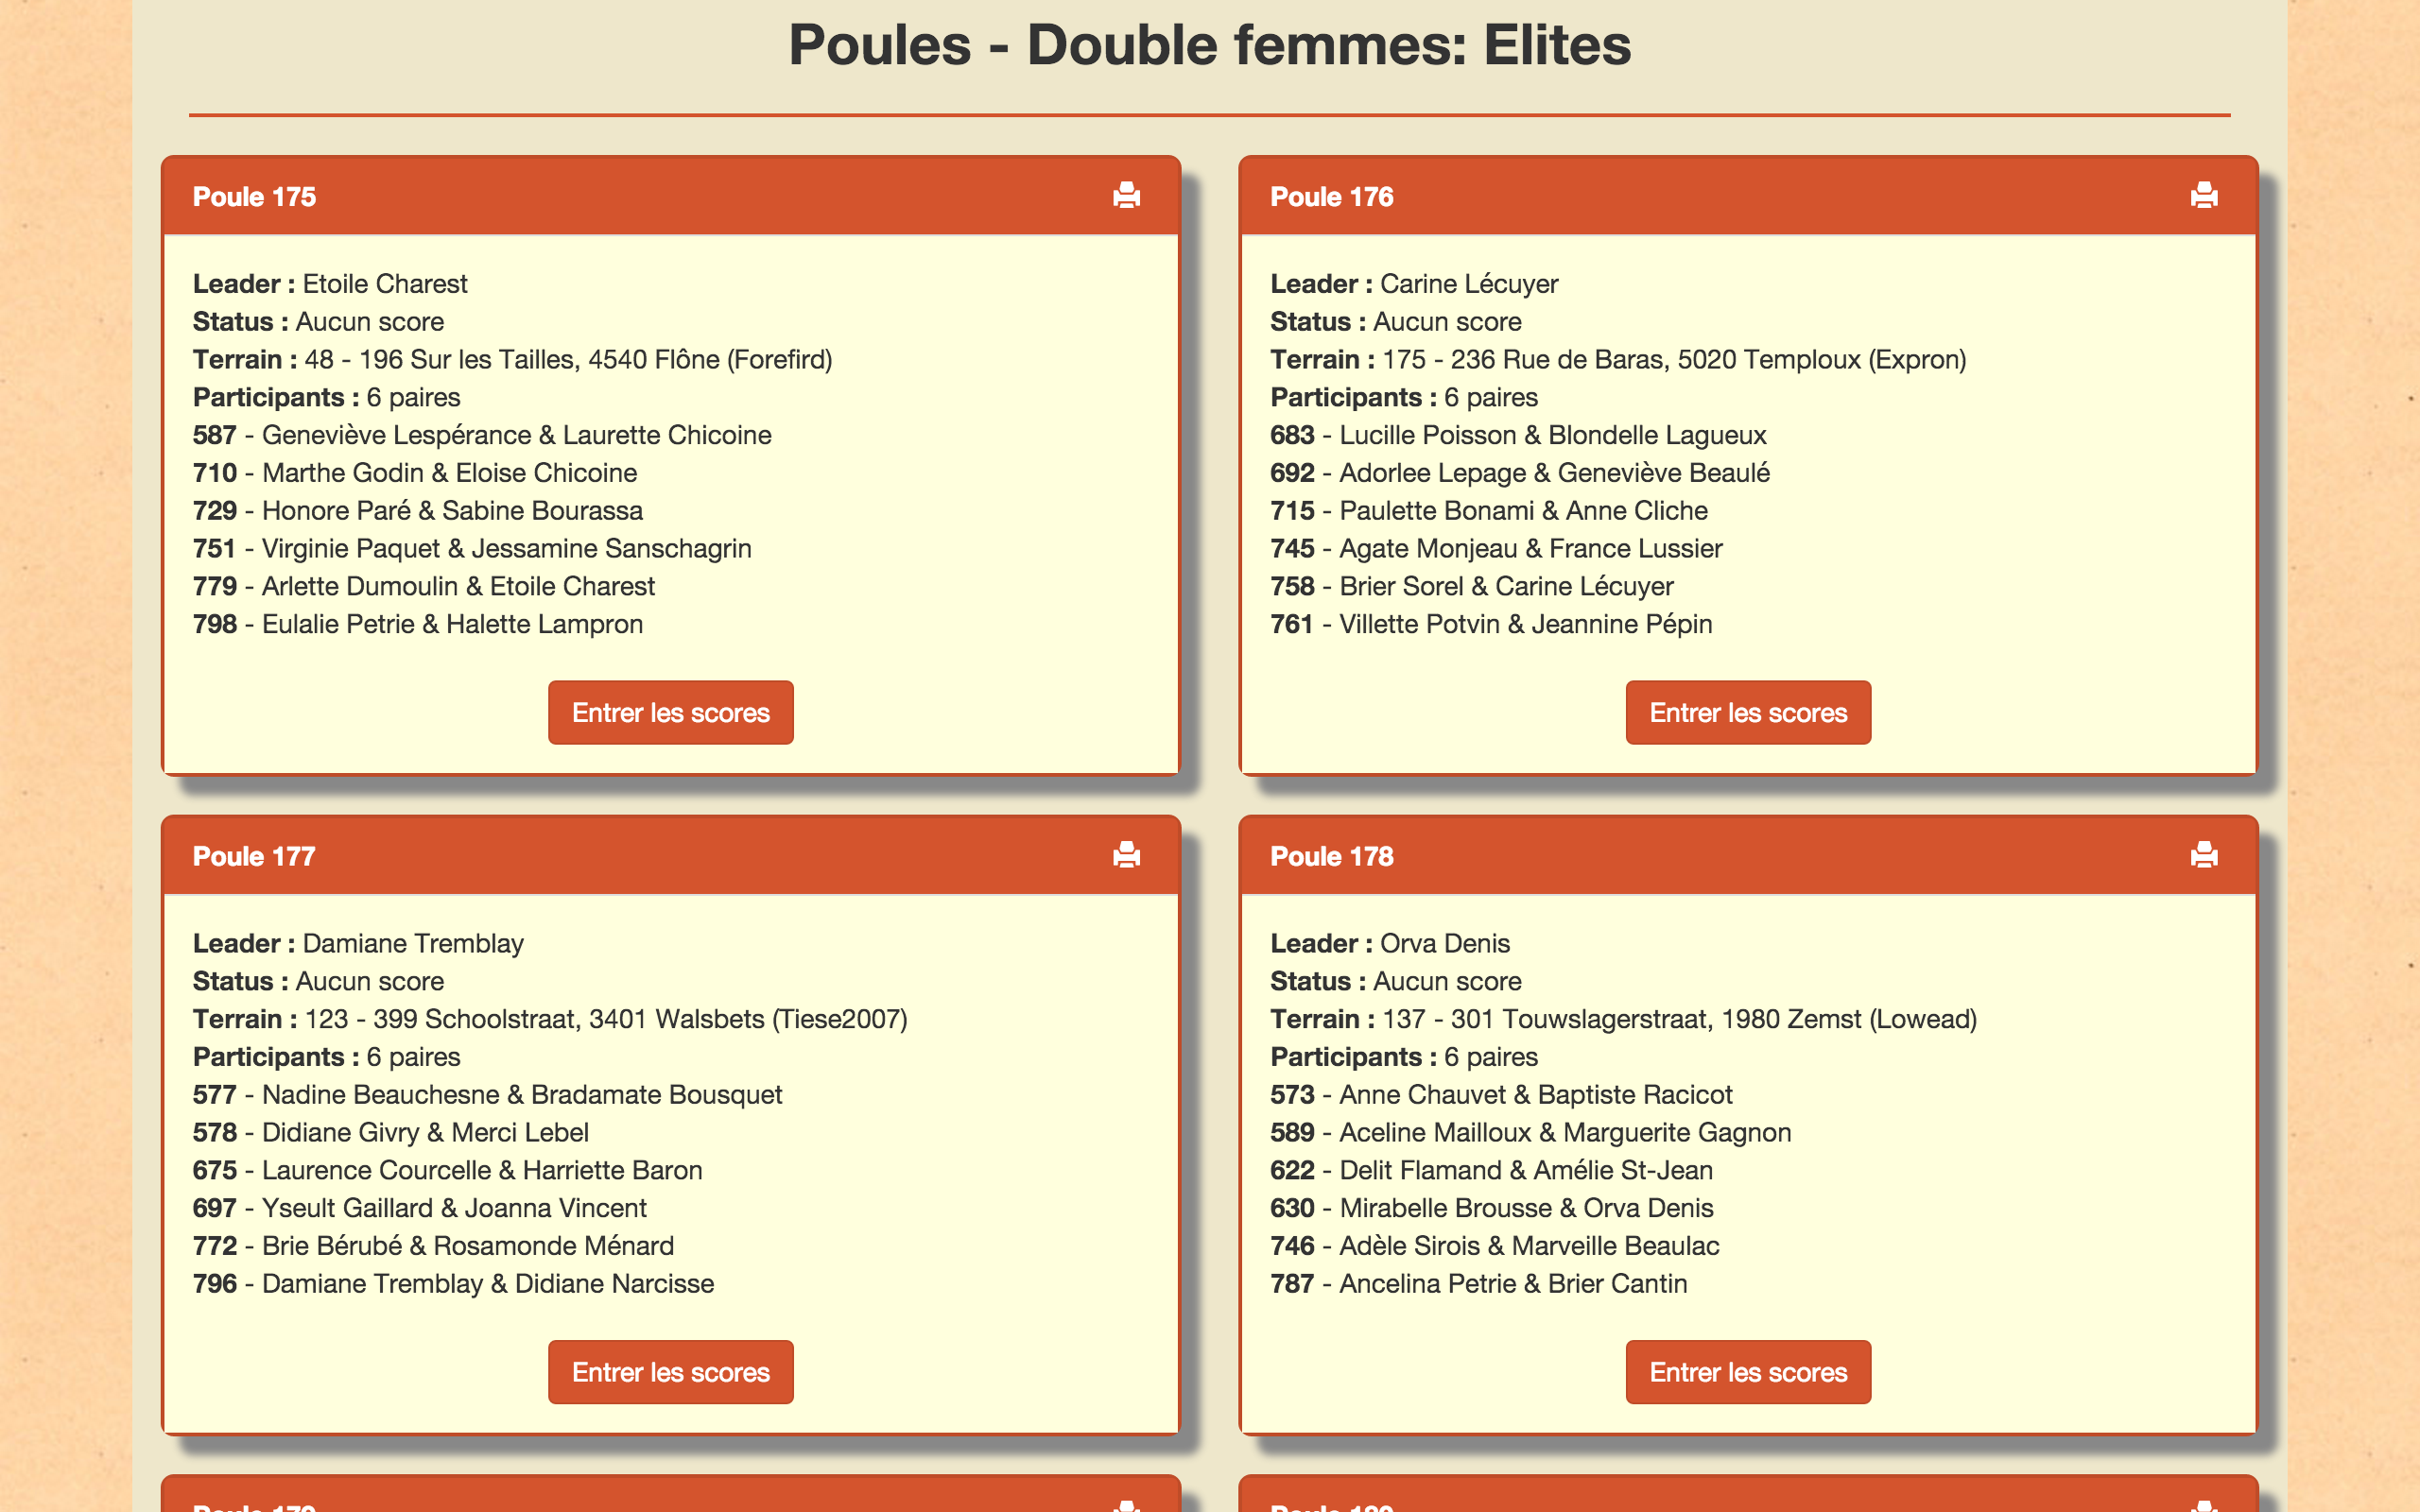 Poules - Double femmes: Elites
Poule 175
Leader : Etoile Charest
Status : Aucun score
Terrain : 48 - 196 Sur les Tailles, 4540 Flône (Forefird)
Participants : 6 paires
587 - Geneviève Lespérance & Laurette Chicoine
710 - Marthe Godin & Eloise Chicoine
729 - Honore Paré & Sabine Bourassa
751 - Virginie Paquet & Jessamine Sanschagrin
779 - Arlette Dumoulin & Etoile Charest
798 - Eulalie Petrie & Halette Lampron
Entrer les scores
Poule 176
Leader : Carine Lécuyer
Status : Aucun score
Terrain : 175 - 236 Rue de Baras, 5020 Temploux (Expron)
Participants : 6 paires
683 - Lucille Poisson & Blondelle Lagueux
692 - Adorlee Lepage & Geneviève Beaulé
715 - Paulette Bonami & Anne Cliche
745 - Agate Monjeau & France Lussier
758 - Brier Sorel & Carine Lécuyer
761 - Villette Potvin & Jeannine Pépin
Entrer les scores
Poule 177
Leader : Damiane Tremblay
Status : Aucun score
Terrain : 123 - 399 Schoolstraat, 3401 Walsbets (Tiese2007)
Participants : 6 paires
577 - Nadine Beauchesne & Bradamate Bousquet
578 - Didiane Givry & Merci Lebel
675 - Laurence Courcelle & Harriette Baron
697 - Yseult Gaillard & Joanna Vincent
772 - Brie Bérubé & Rosamonde Ménard
796 - Damiane Tremblay & Didiane Narcisse
Entrer les scores
Poule 178
Leader : Orva Denis
Status : Aucun score
Terrain : 137 - 301 Touwslagerstraat, 1980 Zemst (Lowead)
Participants : 6 paires
573 - Anne Chauvet & Baptiste Racicot
589 - Aceline Mailloux & Marguerite Gagnon
622 - Delit Flamand & Amélie St-Jean
630 - Mirabelle Brousse & Orva Denis
746 - Adèle Sirois & Marveille Beaulac
787 - Ancelina Petrie & Brier Cantin
Entrer les scores
Poule 179
Poule 180